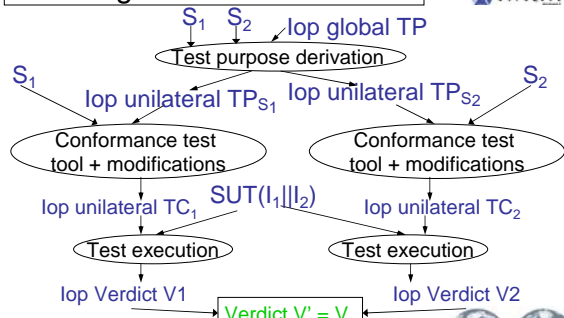 S1 S2 Iop global TP
Test purpose derivation
S1 S2
Iop unilateral TPS1 Iop unilateral TPS2
Conformance test Conformance test
tool + modifications tool + modifications
Iop unilateral TC1 SUT(I1||I2) Iop unilateral TC2
Test execution Test execution
Iop Verdict V1 Iop Verdict V2
Verdict V' = V